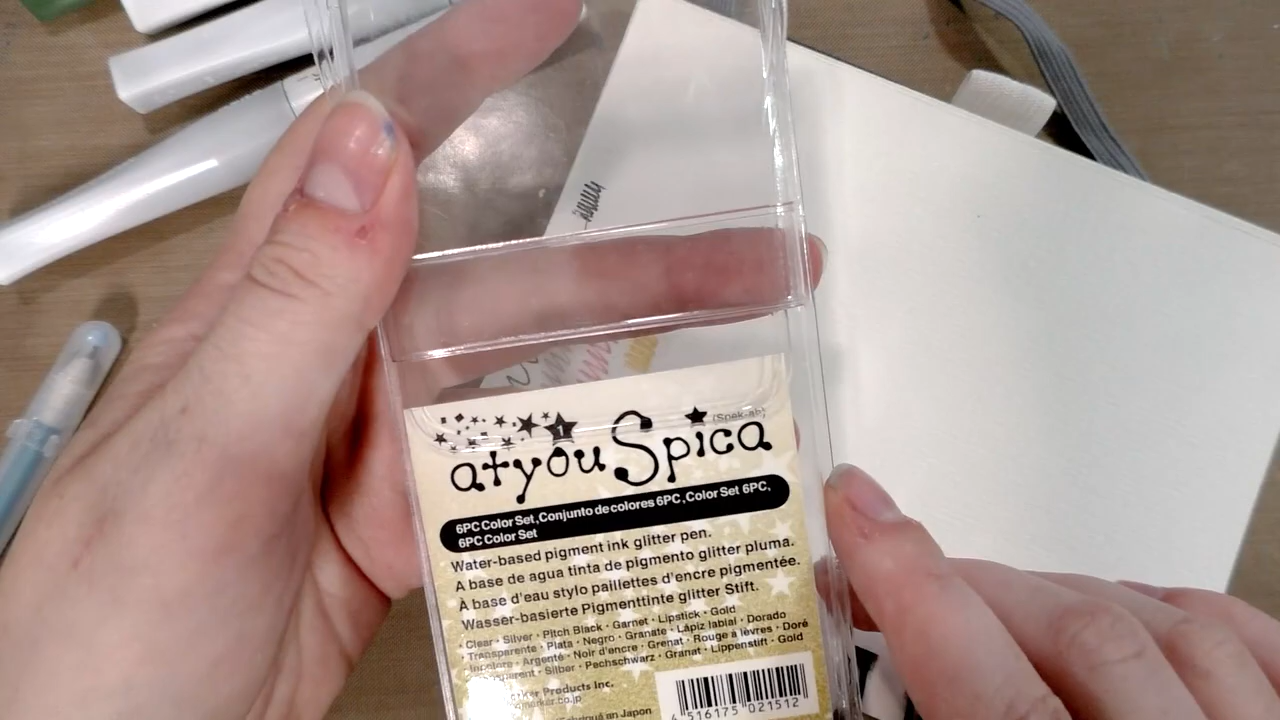 (Spek-ah)
atyou Spica
6PC Color Set,Conjunto de colores 6PC,Color Set 6PC,
6PC Color Set
Water-based pigment ink glitter pen.
A base de agua tinta de pigmento glitter pluma.
À base d'eau stylo paillettes d'encre pigmentée.
Wasser-basierte Pigmenttinte glitter Stift.
Clear · Silver · Pitch Black · Garnet · Lipstick · Gold
· Transparente · Plata · Negro · Granate · Lápiz labial · Dorado
· Argenté · Noir d'encre · Grenat · Rouge à lèvres · Doré
· Silber · Pechschwarz · Granat · Lippenstift · Gold
Products Inc.
marker.co.jp
Japon
4 516175 021512